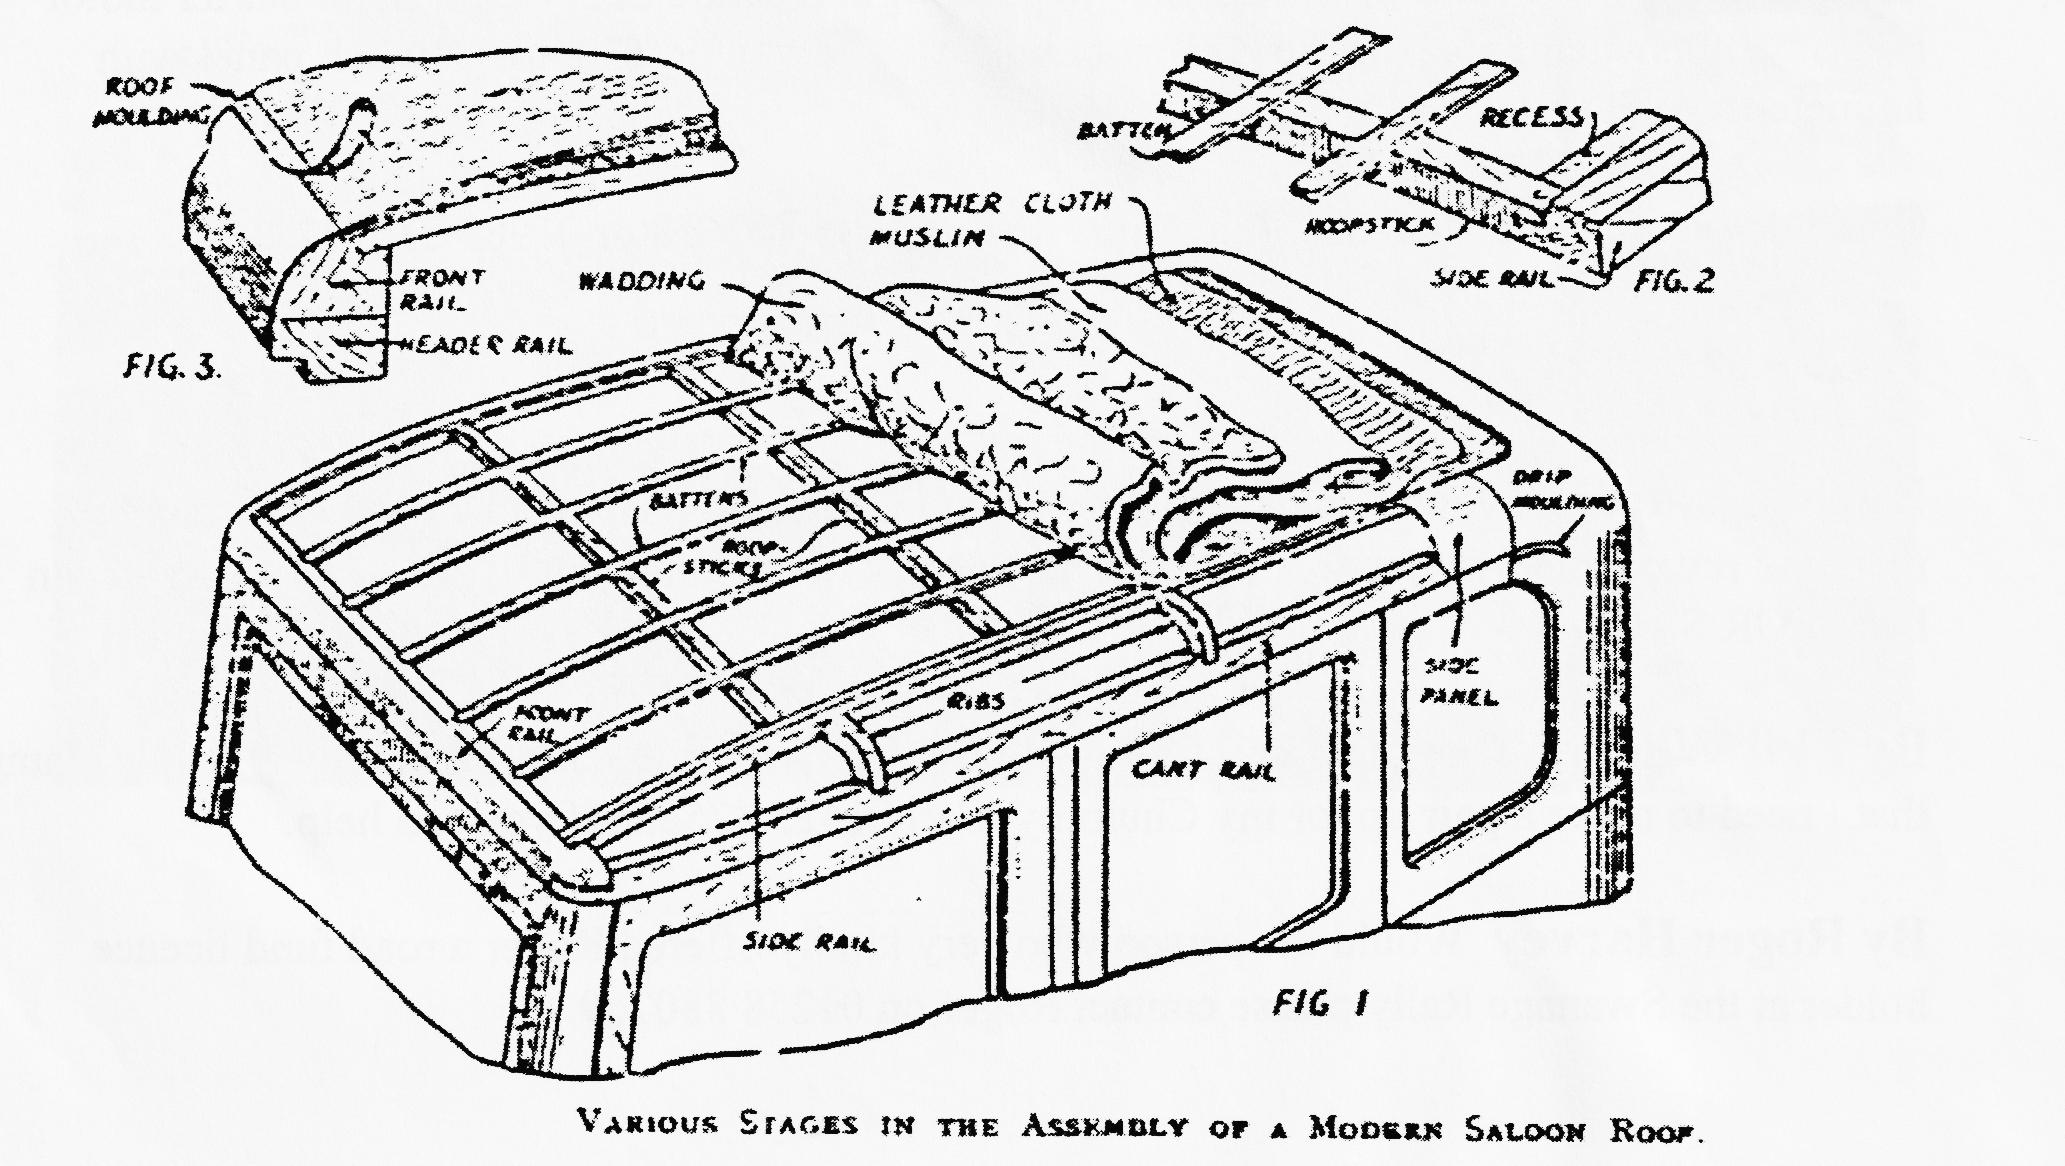 ROOF
MOULDING
FRONT
RAIL
HEADER RAIL
FIG. 3.
BATTEN
RECESS
HOOPSTICK
SIDE RAIL
FIG. 2
LEATHER CLOTH
MUSLIN
WADDING
BATTENS
HOOP-
STICKS
DRIP
MOULDING
SIDE
PANEL
RIBS
FRONT
RAIL
CANT RAIL
SIDE RAIL
FIG 1
VARIOUS STAGES IN THE ASSEMBLY OF A MODERN SALOON ROOF.